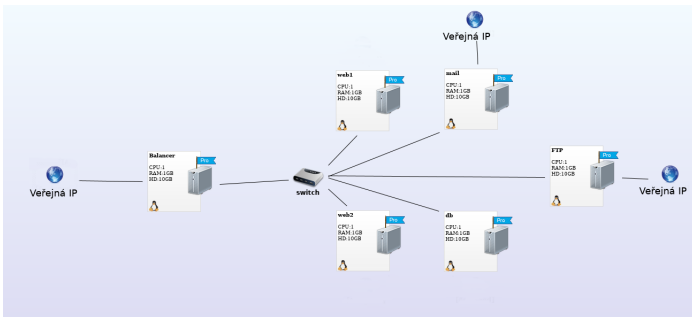 Veřejná IP
web1
Pro
CPU:1
RAM:1GB
HD:10GB
mail
Pro
CPU:1
RAM:1GB
HD:10GB
Balancer
Pro
CPU:1
RAM:1GB
HD:10GB
FTP
Pro
CPU:1
RAM:1GB
HD:10GB
Veřejná IP
switch
Veřejná IP
web2
Pro
CPU:1
RAM:1GB
HD:10GB
db
Pro
CPU:1
RAM:1GB
HD:10GB